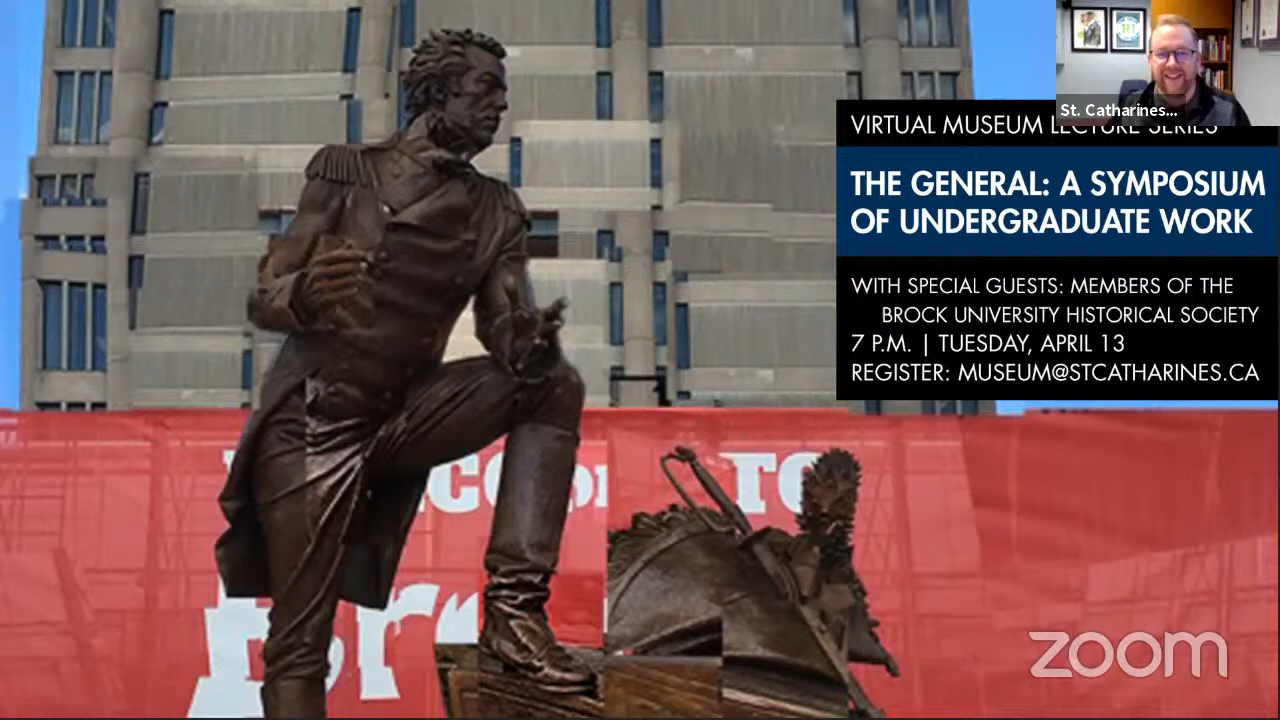 St. Catharines...
VIRTUAL MUSEUM LECTURE SERIES
THE GENERAL: A SYMPOSIUM
OF UNDERGRADUATE WORK
WITH SPECIAL GUESTS: MEMBERS OF THE
BROCK UNIVERSITY HISTORICAL SOCIETY
7 P.M. | TUESDAY, APRIL 13
REGISTER: MUSEUM@STCATHARINES.CA
TO
zoom